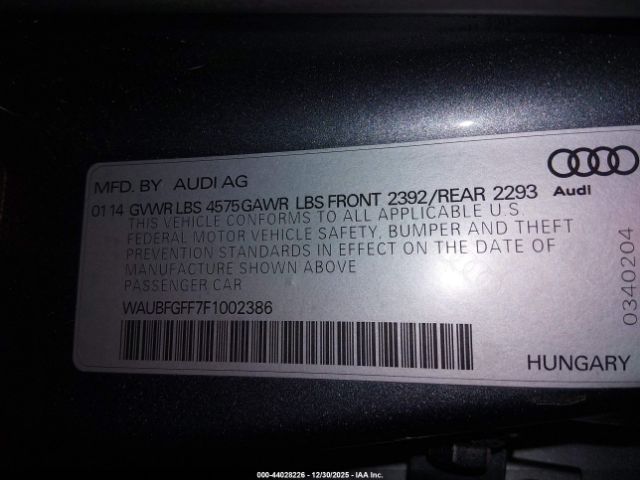 MFD. BY AUDI AG
0114 GVWR LBS 4575 GAWR LBS FRONT 2392/REAR 2293
THIS VEHICLE CONFORMS TO ALL APPLICABLE U.S.
FEDERAL MOTOR VEHICLE SAFETY, BUMPER AND THEFT
PREVENTION STANDARDS IN EFFECT ON THE DATE OF
MANUFACTURE SHOWN ABOVE
PASSENGER CAR
WAUBFGFF7F1002386
Audi
0340204
HUNGARY
000-44028226 - 12/30/2025 - IAA Inc.